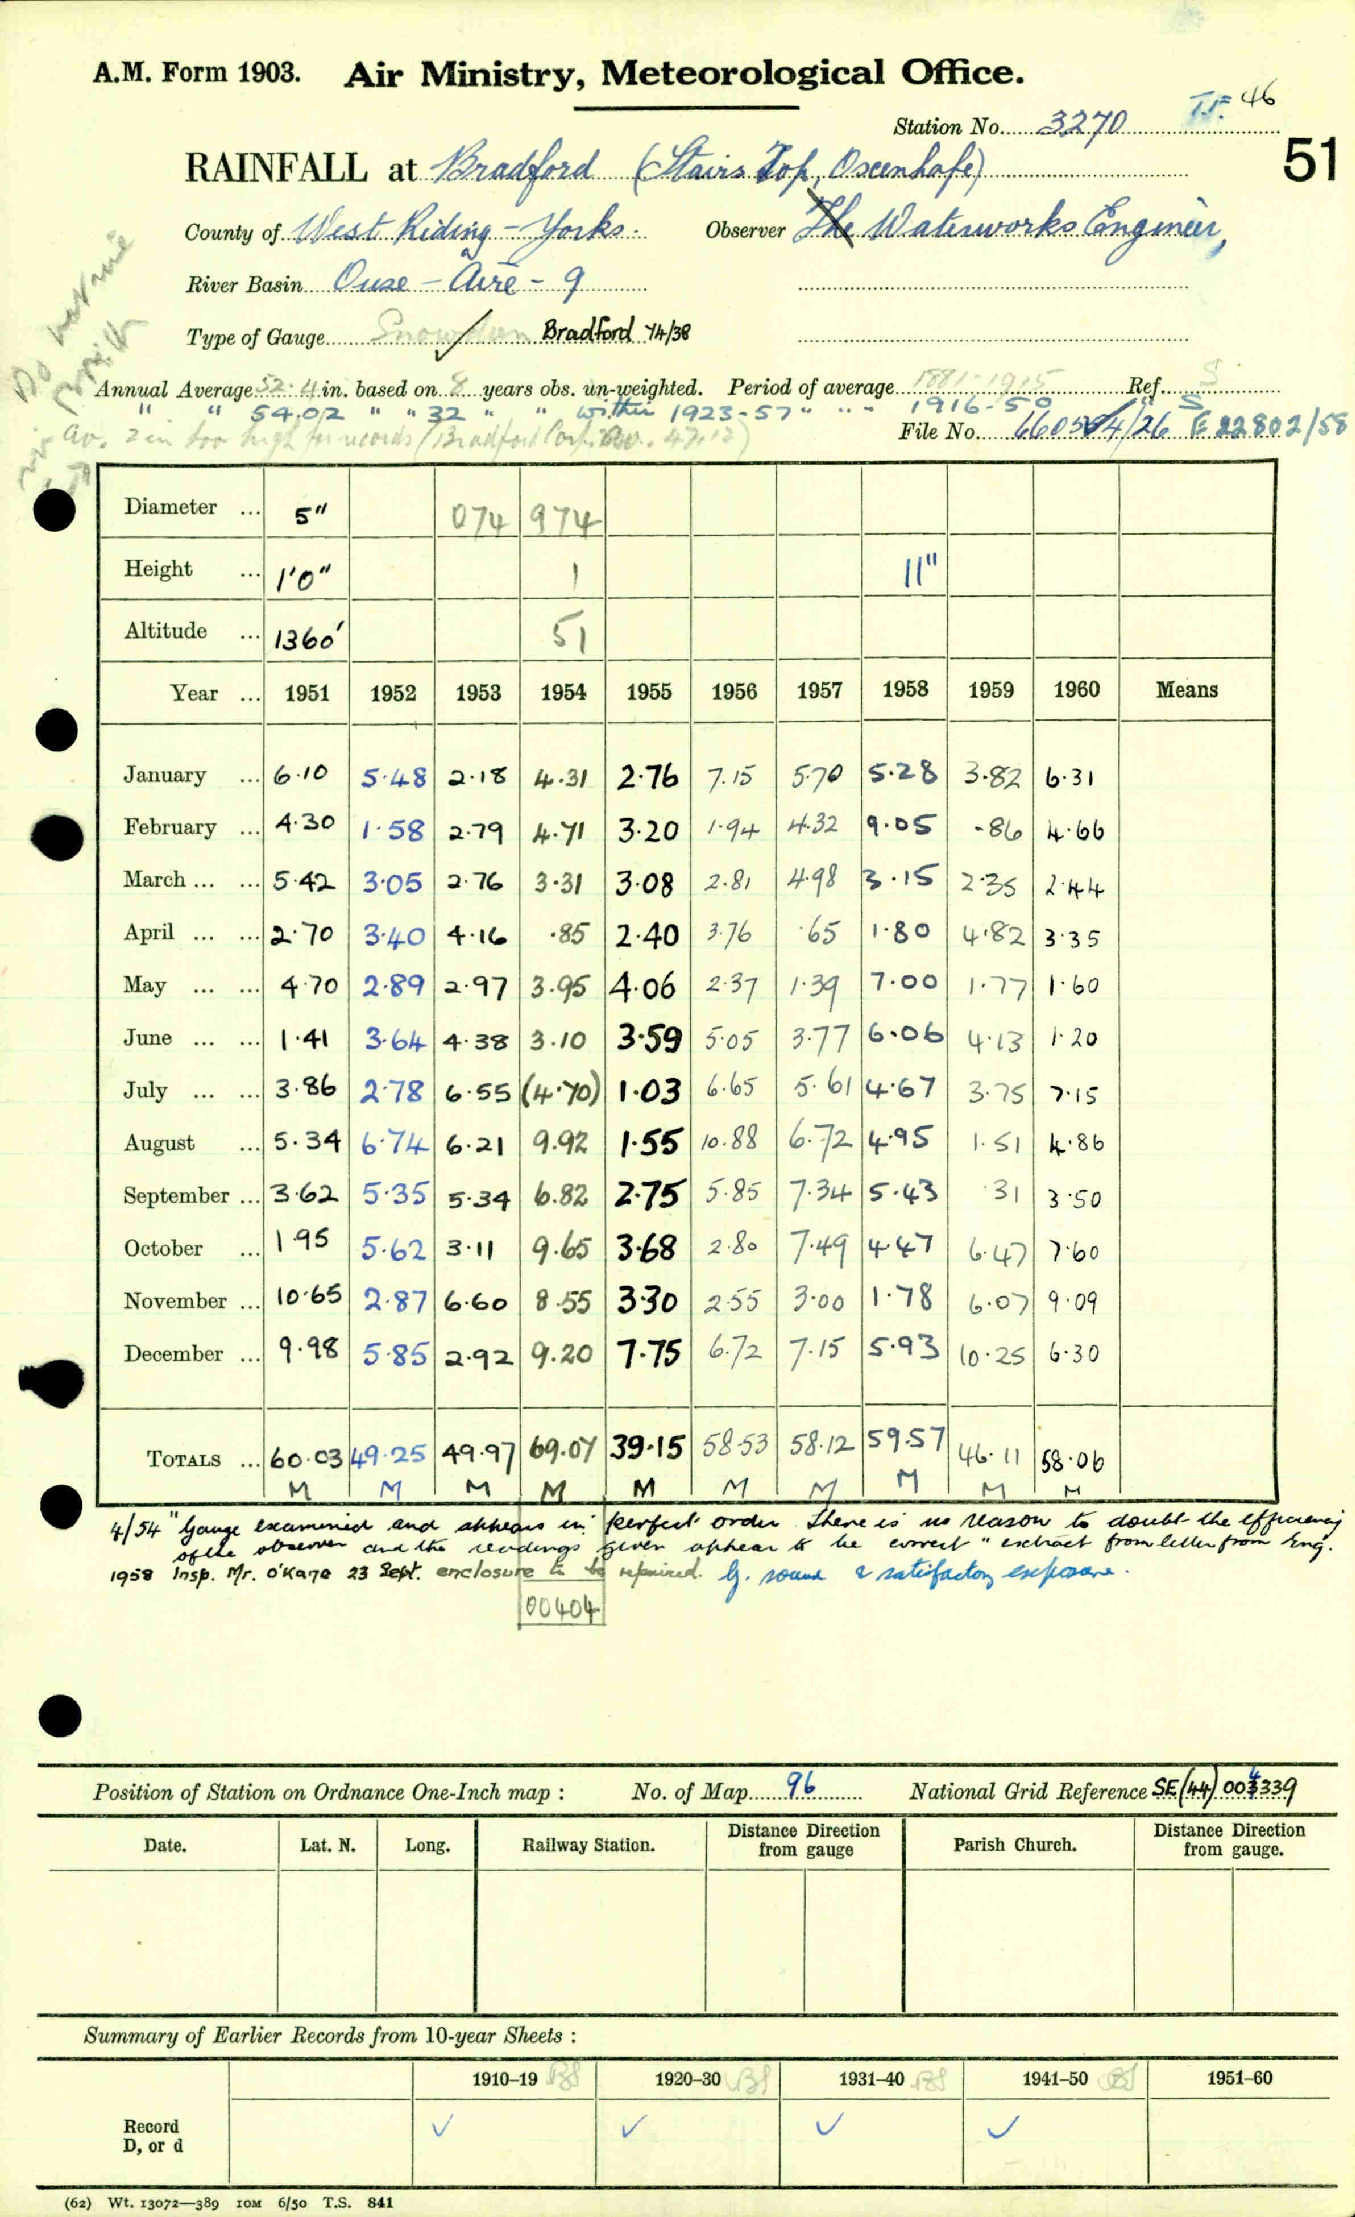 A.M. Form 1903. Air Ministry, Meteorological Office.
46
Station No. 3270
51
RAINFALL at Bradford (Stairs Top, Oxenhope)
County of West Riding - Yorks. Observer The Waterworks Engineer,
River Basin Ouse - Aire - 9
Type of Gauge Snowdon Bradford 14/38
Annual Average 52.4 in. based on 8 years obs. un-weighted. Period of average 1881-1915 Ref. S
" " 54.02 " " 32 " " within 1923-57 " " " 1916-50 S
Av. 2 in too high for records (Bradford Corp. Av. 47.12)
File No. /26 E 22802/58
Diameter ... 5" 074 974
Height ... 1'0" 1 11"
Altitude ... 1360' 51
Year ... 1951 1952 1953 1954 1955 1956 1957 1958 1959 1960 Means
January ... 6.10 5.48 2.18 4.31 2.76 7.15 5.70 5.28 3.82 6.31
February ... 4.30 1.58 2.79 4.71 3.20 1.94 4.32 9.05 .86 4.66
March ... ... 5.42 3.05 2.76 3.31 3.08 2.81 4.98 3.15 2.35 2.44
April ... ... 2.70 3.40 4.16 .85 2.40 3.76 .65 1.80 4.82 3.35
May ... ... 4.70 2.89 2.97 3.95 4.06 2.37 1.39 7.00 1.77 1.60
June ... ... 1.41 3.64 4.38 3.10 3.59 5.05 3.77 6.06 4.13 1.20
July ... ... 3.86 2.78 6.55 (4.70) 1.03 6.65 5.61 4.67 3.75 7.15
August ... 5.34 6.74 6.21 9.92 1.55 10.88 6.72 4.95 1.51 4.86
September ... 3.62 5.35 5.34 6.82 2.75 5.85 7.34 5.43 31 3.50
October ... 1.95 5.62 3.11 9.65 3.68 2.80 7.49 4.47 6.47 7.60
November ... 10.65 2.87 6.60 8.55 3.30 2.55 3.00 1.78 6.07 9.09
December ... 9.98 5.85 2.92 9.20 7.75 6.72 7.15 5.93 10.25 6.30
TOTALS ... 60.03 49.25 49.97 69.07 39.15 58.53 58.12 59.57 46.11 58.06
M M M M M M M M M M
4/54 "Gauge examined and appears in perfect order There is no reason to doubt the efficiency
of the observer and the readings given appear to be correct" extract from letter from Eng.
1958 Insp. Mr. O'Kane 23 Sept. enclosure to be repaired. G. sound & satisfactory exposure.
00404
Position of Station on Ordnance One-Inch map : No. of Map 96 National Grid Reference SE (44) 003 4 339
Date. Lat. N. Long. Railway Station. Distance from Direction gauge Parish Church. Distance from Direction gauge.
Summary of Earlier Records from 10-year Sheets :
1910–19 1920–30 1931–40 1941–50 1951–60
Record
D, or d
(62) Wt. 13072—389 10M 6/50 T.S. 841